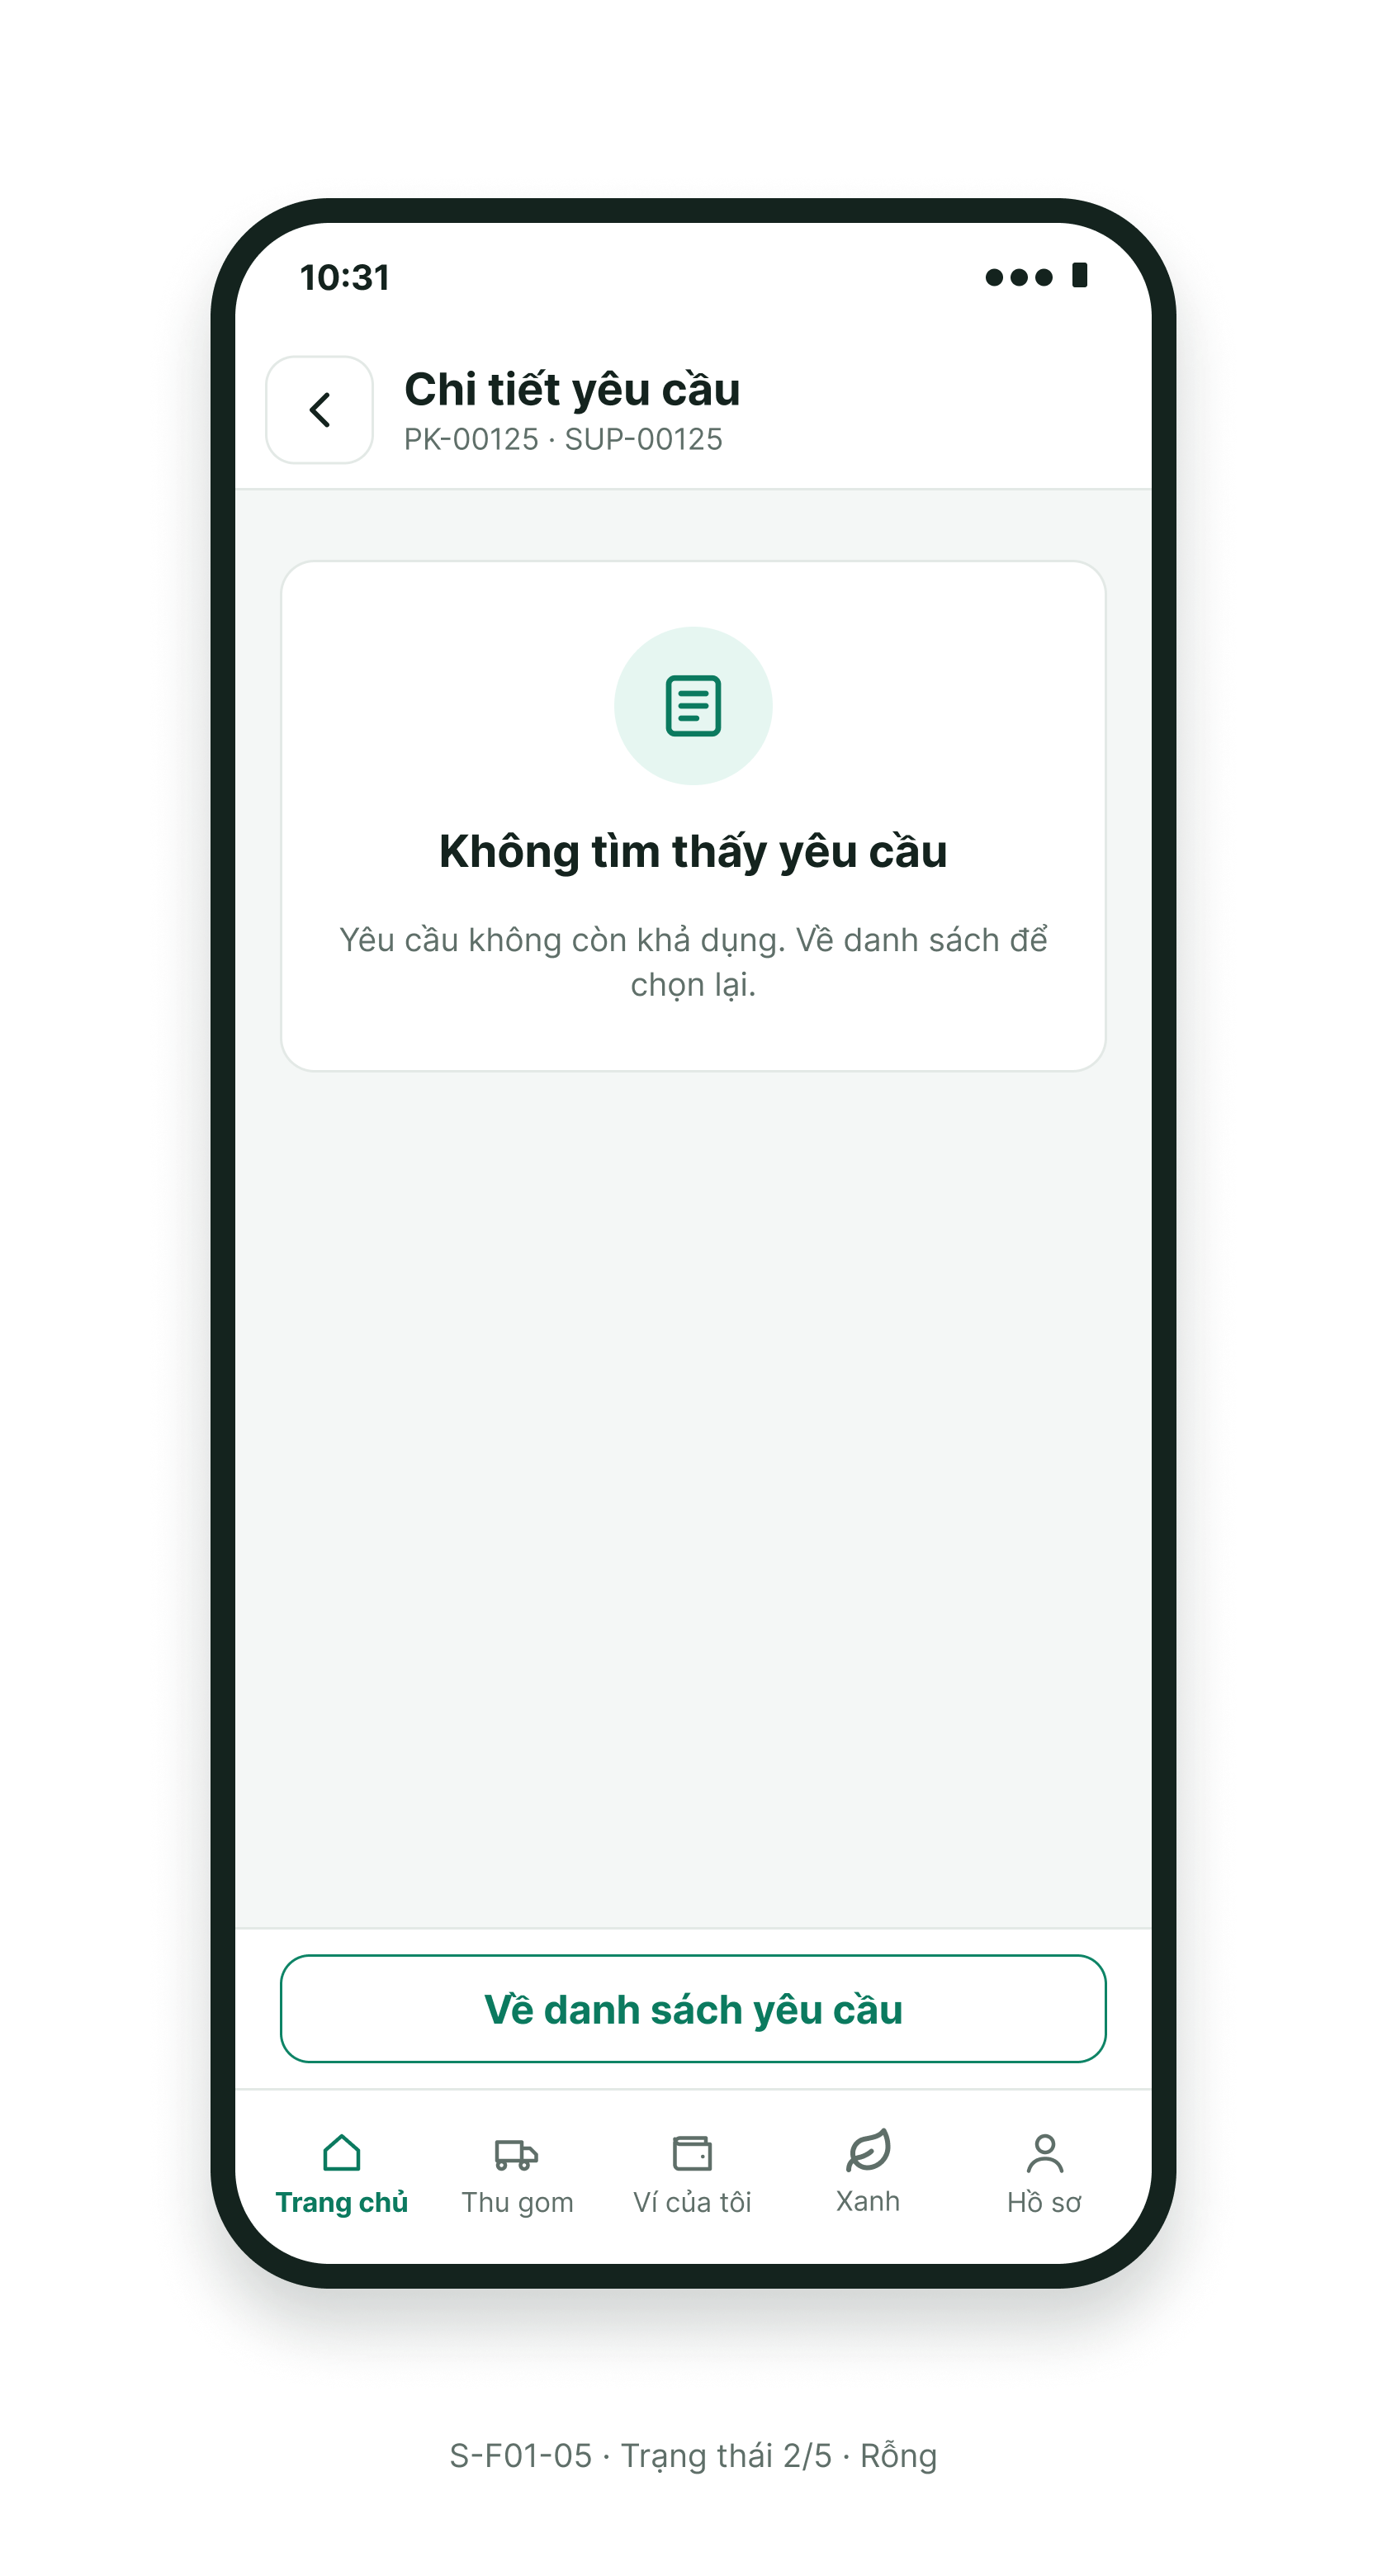 10:31
Chi tiết yêu cầu
PK-00125 · SUP-00125
Không tìm thấy yêu cầu
Yêu cầu không còn khả dụng. Về danh sách để
chọn lại.
Về danh sách yêu cầu
Trang chủ
Thu gom
Ví của tôi
Xanh
Hồ sơ
S-F01-05 · Trạng thái 2/5 · Rỗng